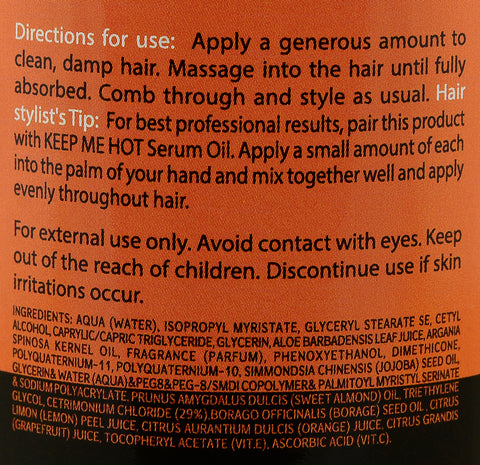 Directions for use: Apply a generous amount to
clean, damp hair. Massage into the hair until fully
absorbed. Comb through and style as usual. Hair
stylist's Tip: For best professional results, pair this product
with KEEP ME HOT Serum Oil. Apply a small amount of each
into the palm of your hand and mix together well and apply
evenly throughout hair.
For external use only. Avoid contact with eyes. Keep
out of the reach of children. Discontinue use if skin
irritations occur.
INGREDIENTS: AQUA (WATER), ISOPROPYL MYRISTATE, GLYCERYL STEARATE SE, CETYL
ALCOHOL, CAPRYLIC/CAPRIC TRIGLYCERIDE, GLYCERIN, ALOE BARBADENSIS LEAF JUICE, ARGANIA
SPINOSA KERNEL OIL, FRAGRANCE (PARFUM), PHENOXYETHANOL, DIMETHICONE,
POLYQUATERNIUM-11, POLYQUATERNIUM-10, SIMMONDSIA CHINENSIS (JOJOBA) SEED OIL,
GLYCERIN& WATER (AQUA)&PEG8&PEG-8/SMDI COPOLYMER& PALMITOYL MYRISTYL SERINATE
& SODIUM POLYACRYLATE. PRUNUS AMYGDALUS DULCIS (SWEET ALMOND) OIL, TRIETHYLENE
GLYCOL, CETRIMONIUM CHLORIDE (29%).BORAGO OFFICINALIS (BORAGE) SEED OIL , CITRUS
LIMON (LEMON) PEEL JUICE, CITRUS AURANTIUM DULCIS (ORANGE) JUICE, CITRUS GRANDIS
(GRAPEFRUIT) JUICE, TOCOPHERYL ACETATE (VIT.E), ASCORBIC ACID (VIT.C).